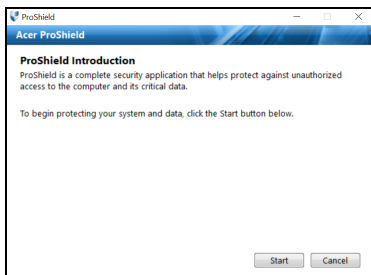 ProShield
Acer ProShield
ProShield Introduction
ProShield is a complete security application that helps protect against unauthorized
access to the computer and its critical data.
To begin protecting your system and data, click the Start button below.
Start Cancel